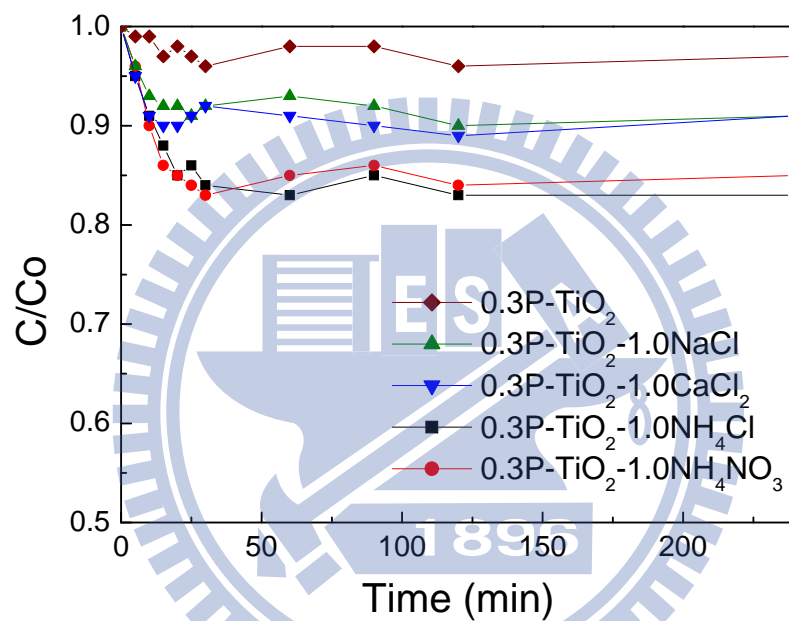 1.0
0.9
0.8
0.7
0.6
0.5
C/Co
0 50 100 150 200
Time (min)
0.3P-TiO₂
0.3P-TiO₂-1.0NaCl
0.3P-TiO₂-1.0CaCl₂
0.3P-TiO₂-1.0NH₄Cl
0.3P-TiO₂-1.0NH₄NO₃
E S A
1896